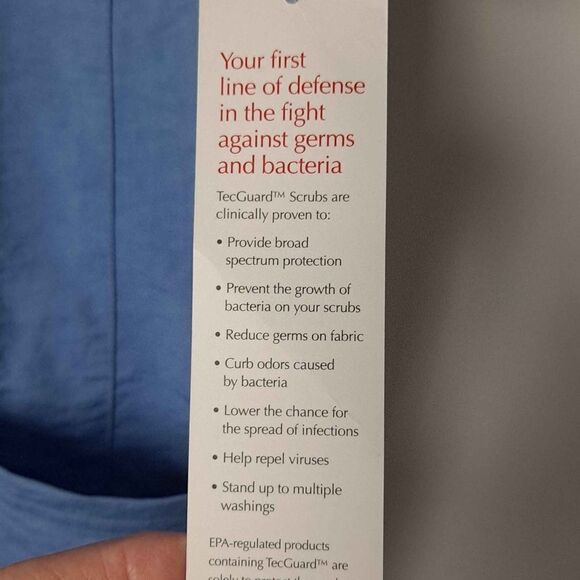 Your first
line of defense
in the fight
against germs
and bacteria
TecGuard™ Scrubs are
clinically proven to:
• Provide broad
spectrum protection
• Prevent the growth of
bacteria on your scrubs
• Reduce germs on fabric
• Curb odors caused
by bacteria
• Lower the chance for
the spread of infections
• Help repel viruses
• Stand up to multiple
washings
EPA-regulated products
containing TecGuard™ are
solely to protect